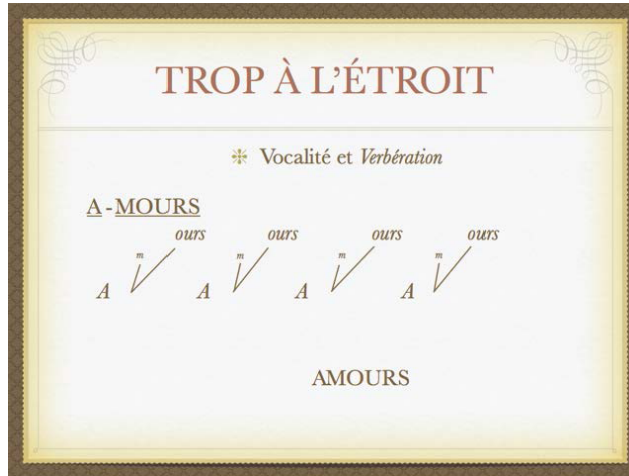 TROP À L'ÉTROIT
Vocalité et Verbération
A-MOURS
ours ours ours ours
m m m m
A A A A
AMOURS